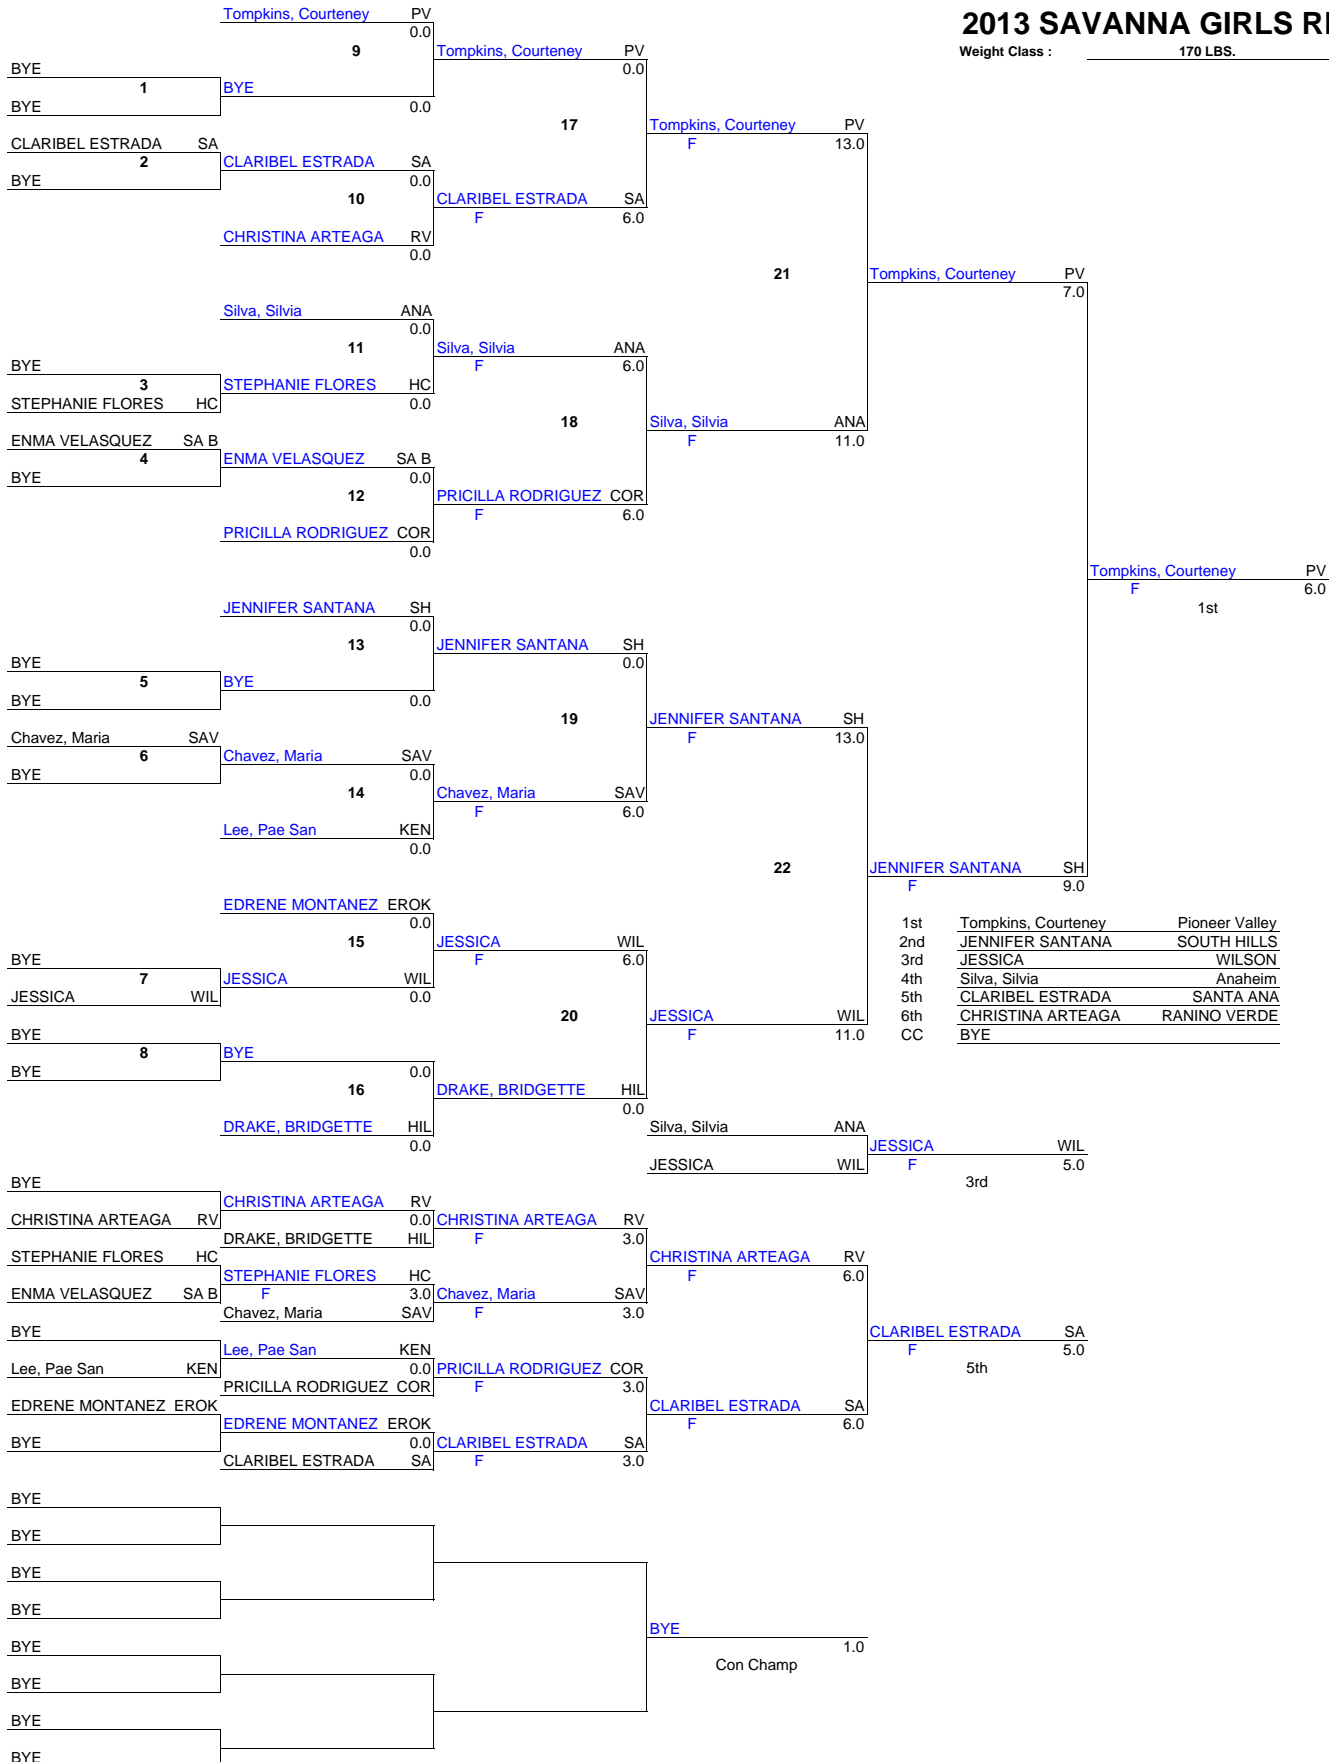 2013 SAVANNA GIRLS R
Weight Class : 170 LBS.
Tompkins, Courteney PV
0.0
9
Tompkins, Courteney PV
0.0
BYE
1
BYE
BYE
0.0
17
Tompkins, Courteney PV
F 13.0
CLARIBEL ESTRADA SA
2
BYE
CLARIBEL ESTRADA SA
0.0
10
CLARIBEL ESTRADA SA
F 6.0
CHRISTINA ARTEAGA RV
0.0
21
Tompkins, Courteney PV
7.0
Silva, Silvia ANA
0.0
11
Silva, Silvia ANA
F 6.0
BYE
3
STEPHANIE FLORES HC
STEPHANIE FLORES HC
0.0
18
Silva, Silvia ANA
F 11.0
ENMA VELASQUEZ SA B
4
BYE
ENMA VELASQUEZ SA B
0.0
12
PRICILLA RODRIGUEZ COR
F 6.0
PRICILLA RODRIGUEZ COR
0.0
Tompkins, Courteney PV
F 6.0
1st
JENNIFER SANTANA SH
0.0
13
JENNIFER SANTANA SH
0.0
BYE
5
BYE
BYE
0.0
19
JENNIFER SANTANA SH
F 13.0
Chavez, Maria SAV
6
BYE
Chavez, Maria SAV
0.0
14
Chavez, Maria SAV
F 6.0
Lee, Pae San KEN
0.0
22
JENNIFER SANTANA SH
F 9.0
EDRENE MONTANEZ EROK
0.0
15
JESSICA WIL
F 6.0
BYE
7
JESSICA WIL
JESSICA WIL
0.0
20
JESSICA WIL
F 11.0
BYE
8
BYE
BYE
0.0
16
DRAKE, BRIDGETTE HIL
0.0
DRAKE, BRIDGETTE HIL
0.0
1st Tompkins, Courteney Pioneer Valley
2nd JENNIFER SANTANA SOUTH HILLS
3rd JESSICA WILSON
4th Silva, Silvia Anaheim
5th CLARIBEL ESTRADA SANTA ANA
6th CHRISTINA ARTEAGA RANINO VERDE
CC BYE
Silva, Silvia ANA
JESSICA WIL
JESSICA WIL
F 5.0
3rd
BYE
CHRISTINA ARTEAGA RV
CHRISTINA ARTEAGA RV
0.0
DRAKE, BRIDGETTE HIL
CHRISTINA ARTEAGA RV
F 3.0
STEPHANIE FLORES HC
ENMA VELASQUEZ SA B
STEPHANIE FLORES HC
F 3.0
Chavez, Maria SAV
Chavez, Maria SAV
F 3.0
CHRISTINA ARTEAGA RV
F 6.0
BYE
Lee, Pae San KEN
Lee, Pae San KEN
0.0
PRICILLA RODRIGUEZ COR
PRICILLA RODRIGUEZ COR
F 3.0
EDRENE MONTANEZ EROK
BYE
EDRENE MONTANEZ EROK
0.0
CLARIBEL ESTRADA SA
CLARIBEL ESTRADA SA
F 3.0
CLARIBEL ESTRADA SA
F 6.0
CLARIBEL ESTRADA SA
F 5.0
5th
BYE
BYE
BYE
BYE
BYE
BYE
BYE
BYE
BYE
1.0
Con Champ